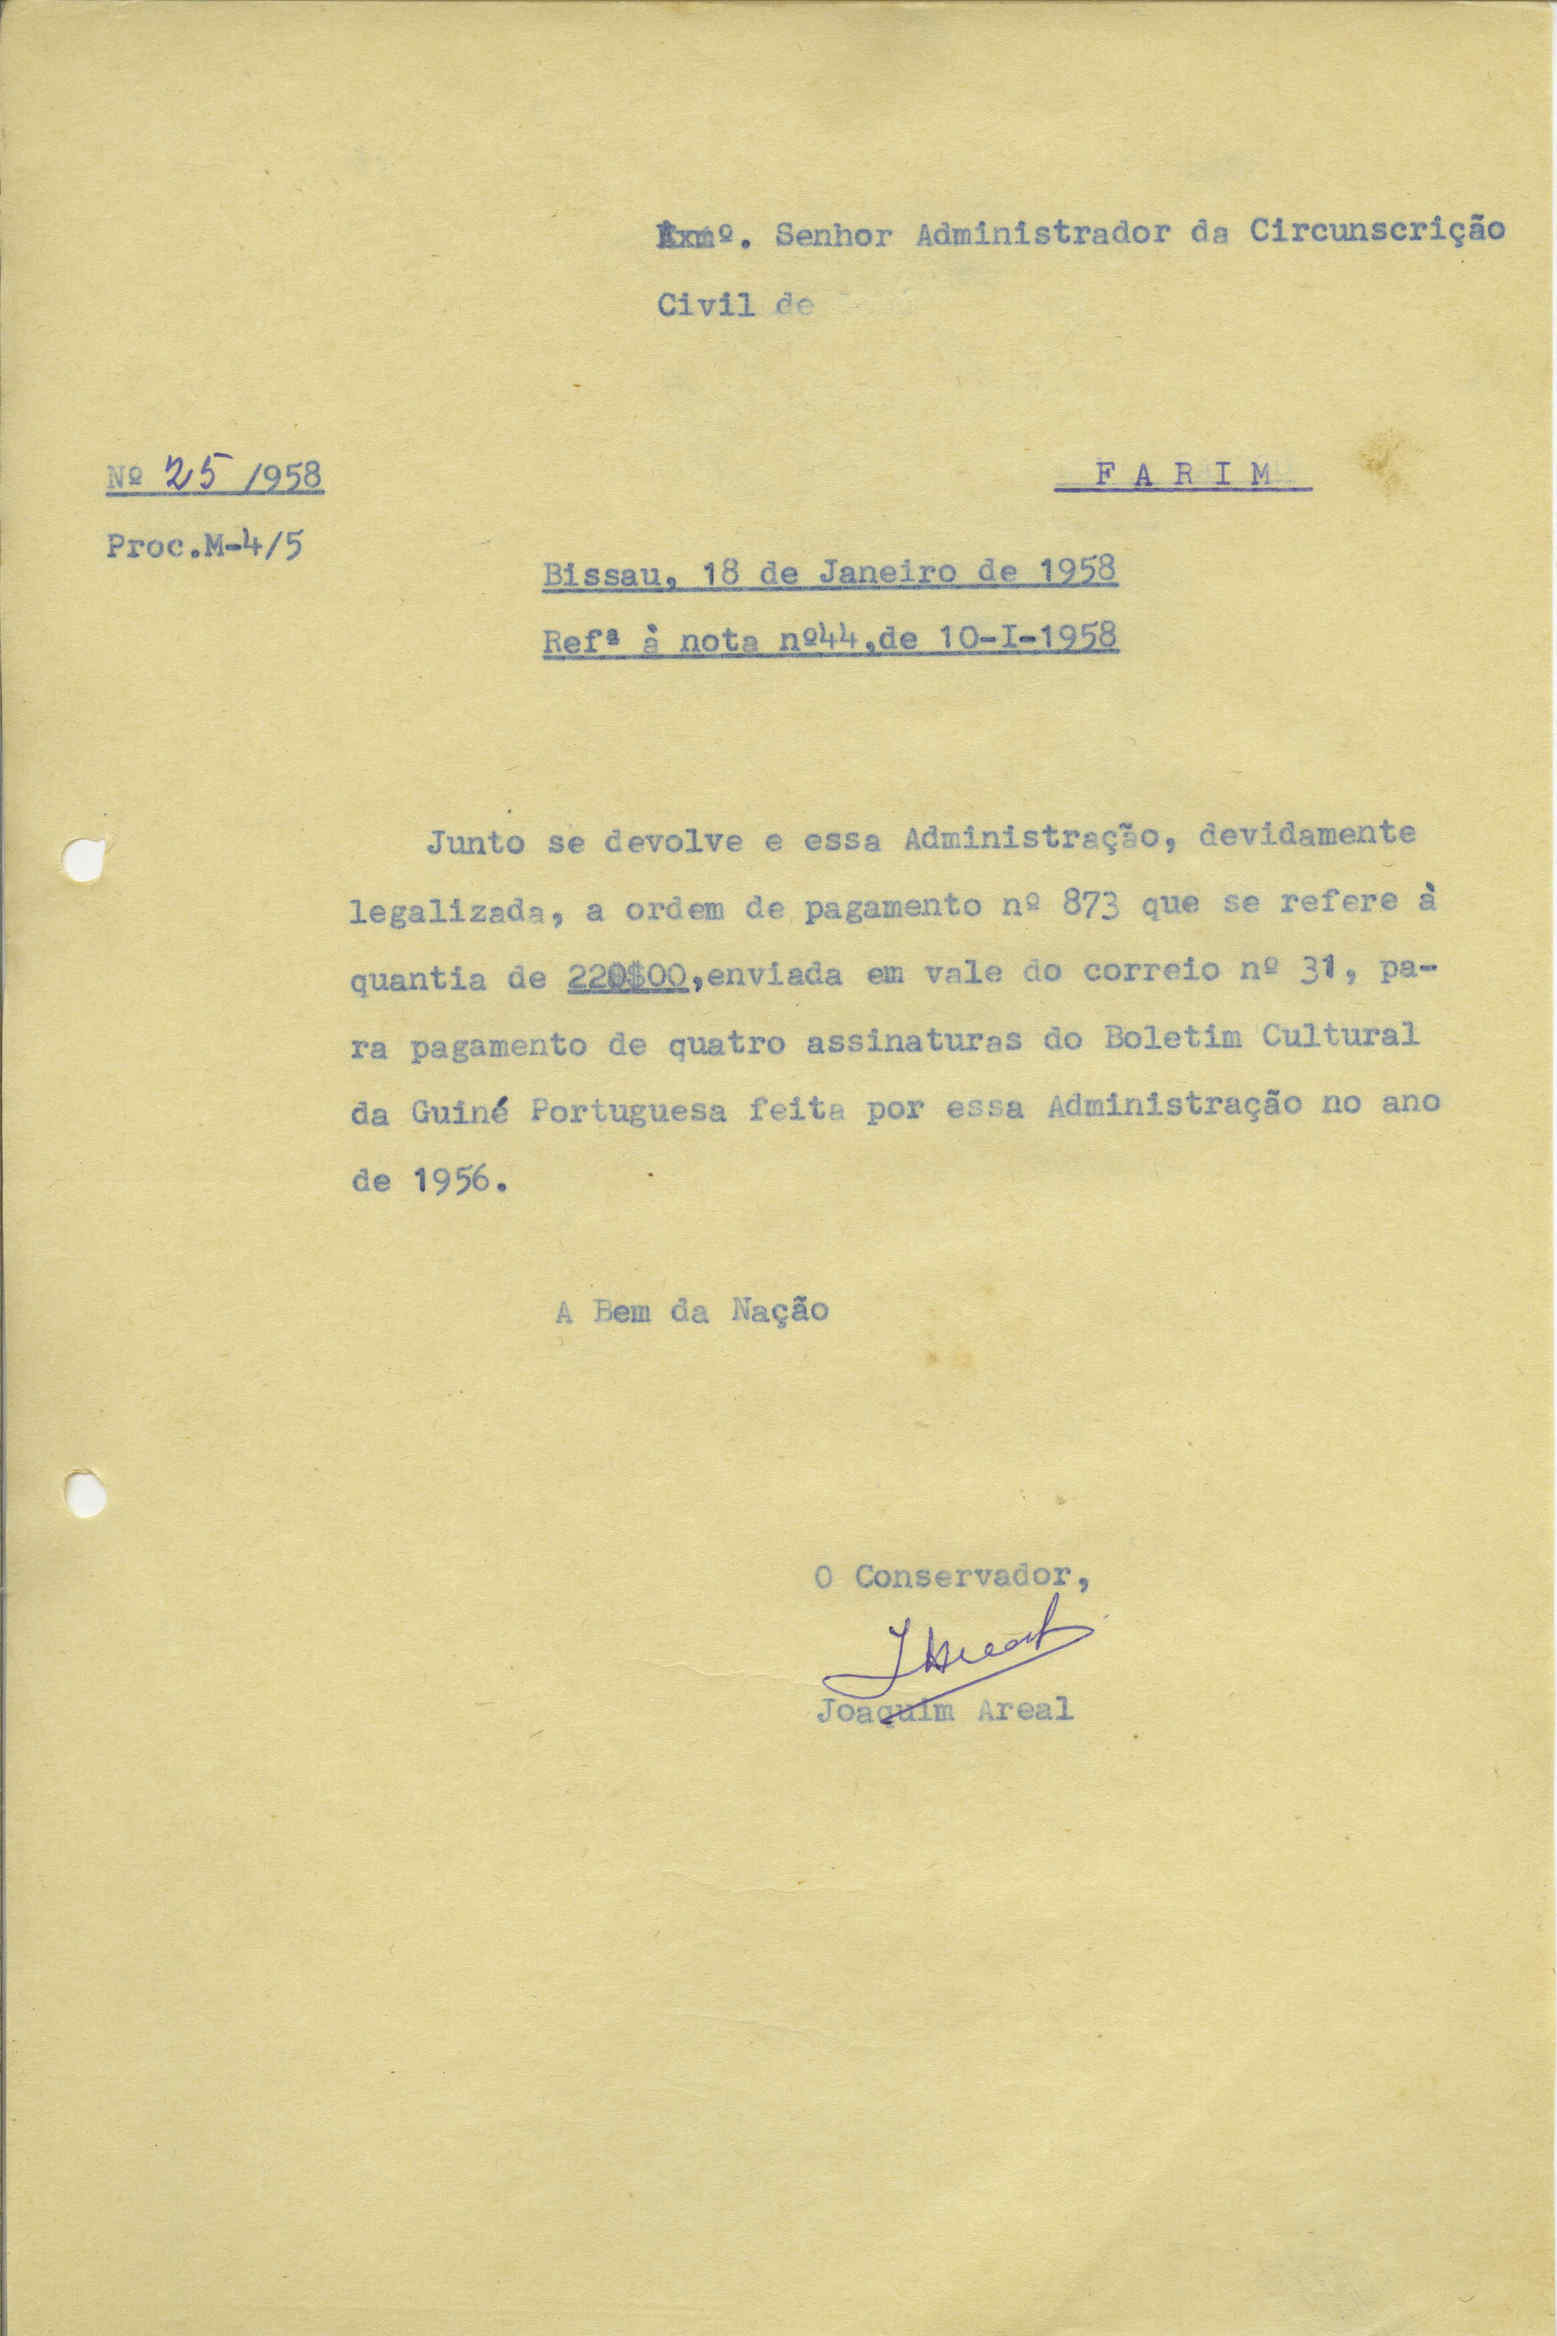 Exmº. Senhor Administrador da Circunscrição
Civil de
Nº 25 /1958
F A R I M
Proc.M-4/5
Bissau, 18 de Janeiro de 1958
Refª à nota nº44,de 10-I-1958
Junto se devolve e essa Administração, devidamente
legalizada, a ordem de pagamento nº 873 que se refere à
quantia de 220$00,enviada em vale do correio nº 31, pa-
ra pagamento de quatro assinaturas do Boletim Cultural
da Guiné Portuguesa feita por essa Administração no ano
de 1956.
A Bem da Nação
O Conservador,
JAreal
Joaquim Areal